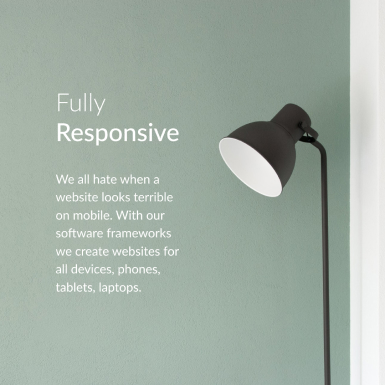 Fully
Responsive
We all hate when a
website looks terrible
on mobile. With our
software frameworks
we create websites for
all devices, phones,
tablets, laptops.